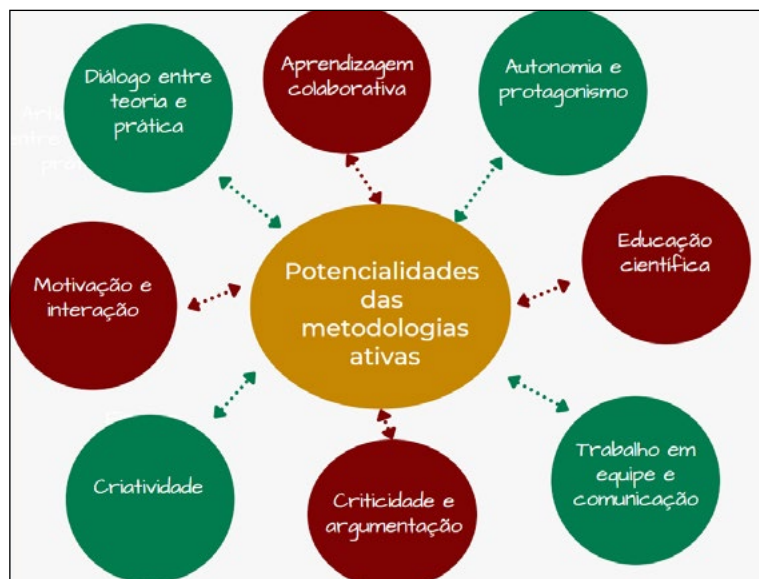 Diálogo entre
teoria e
prática
Aprendizagem
colaborativa
Autonomia e
protagonismo
Motivação e
interação
Potencialidades
das
metodologias
ativas
Educação
científica
Criatividade
Criticidade e
argumentação
Trabalho em
equipe e
comunicação